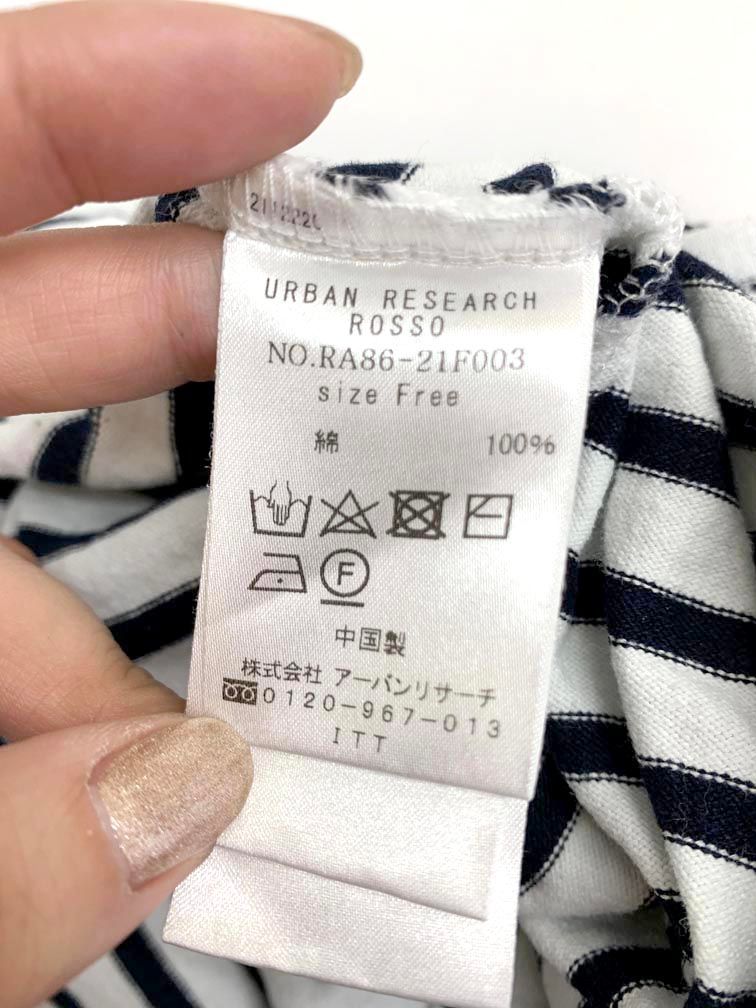 URBAN RESEARCH
ROSSO
NO.RA86-21F003
size Free
綿 100%
F
中国製
株式会社 アーバンリサーチ
0120-967-013
ITT